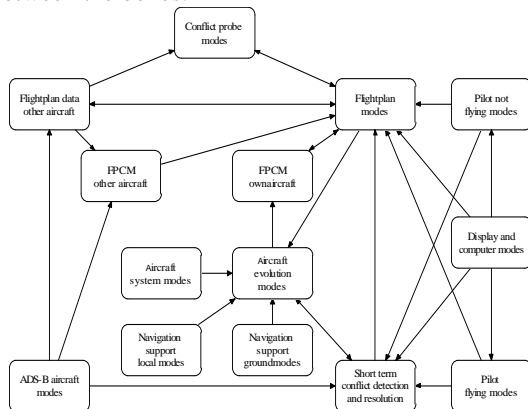 Conflict probe
modes
Flightplan data
other aircraft
Flightplan
modes
Pilot not
flying modes
FPCM
other aircraft
FPCM
ownaircraft
Display and
computer modes
Aircraft
system modes
Aircraft
evolution
modes
Navigation
support
local modes
Navigation
support
groundmodes
ADS-B aircraft
modes
Short term
conflict detection
and resolution
Pilot
flying modes